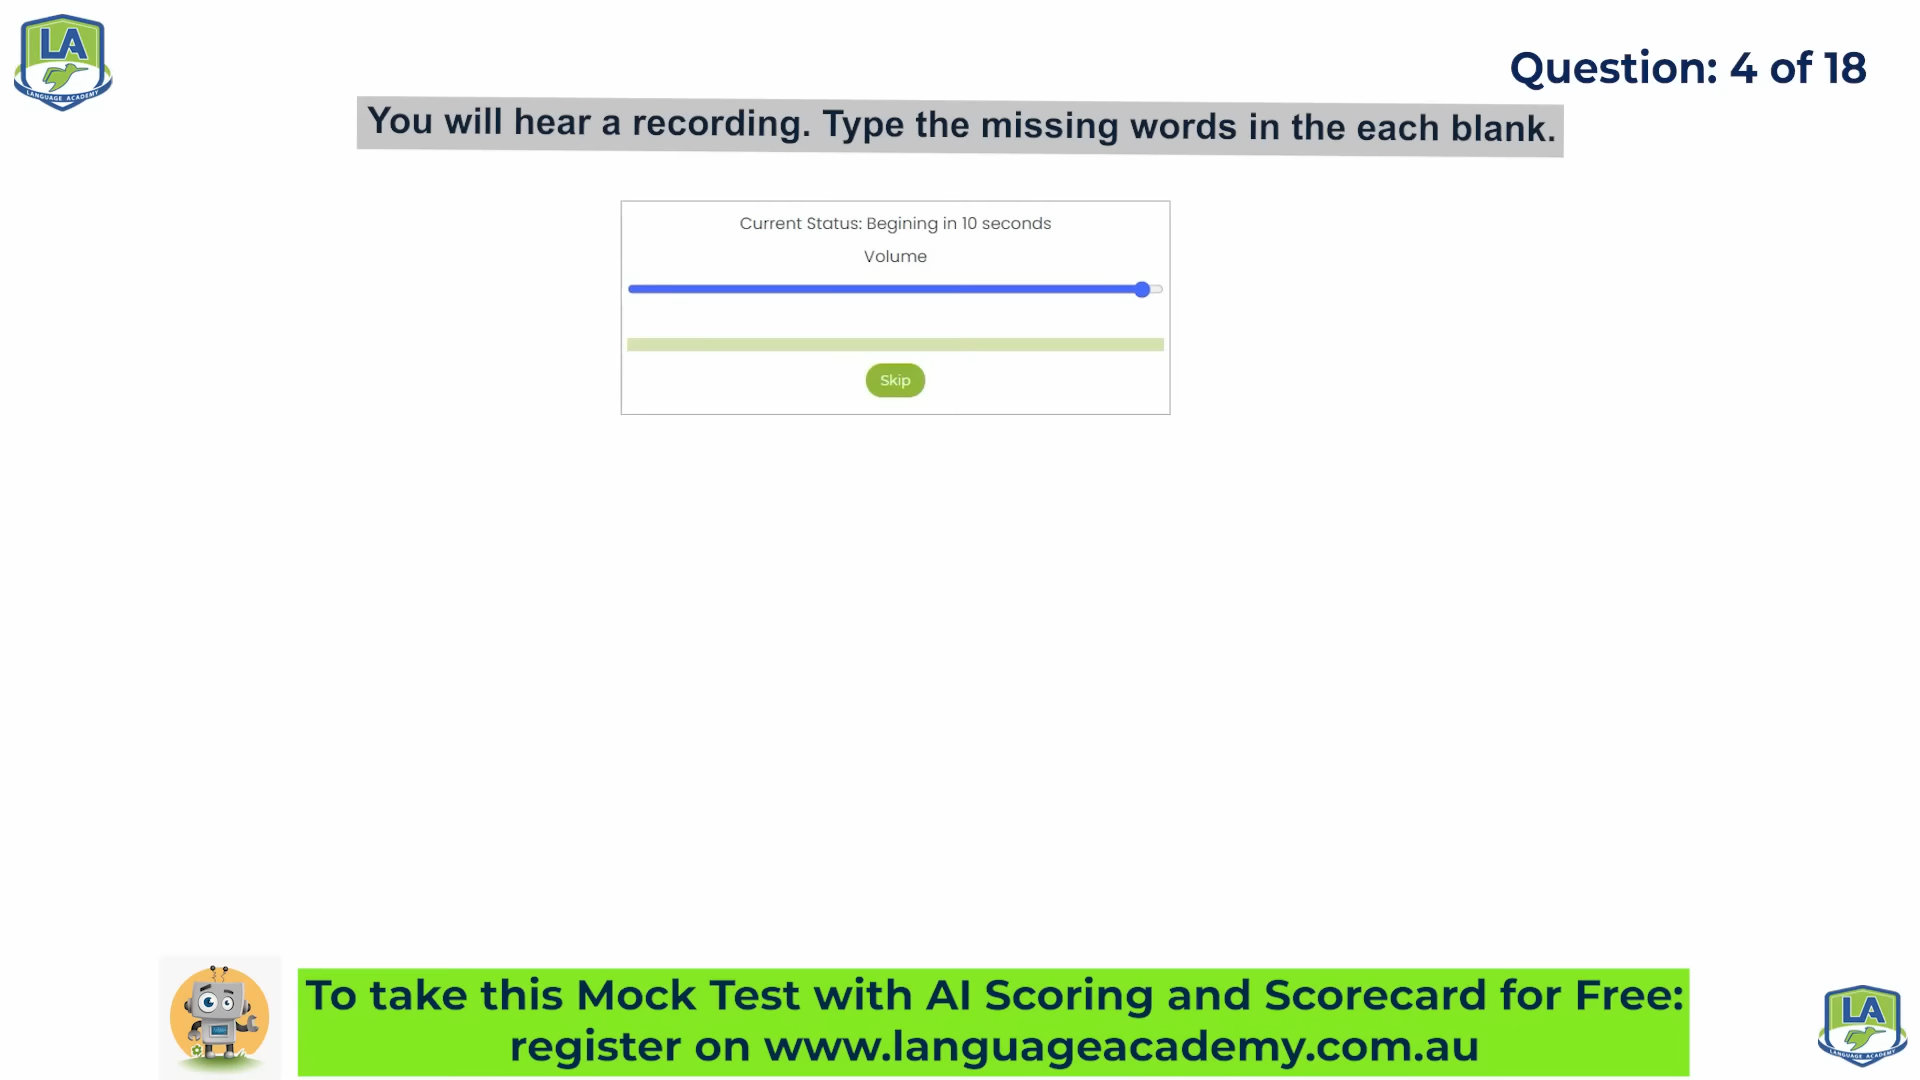 LA
LANGUAGE ACADEMY
Question: 4 of 18
You will hear a recording. Type the missing words in the each blank.
Current Status: Begining in 10 seconds
Volume
Skip
To take this Mock Test with AI Scoring and Scorecard for Free:
register on www.languageacademy.com.au
LA
LANGUAGE ACADEMY